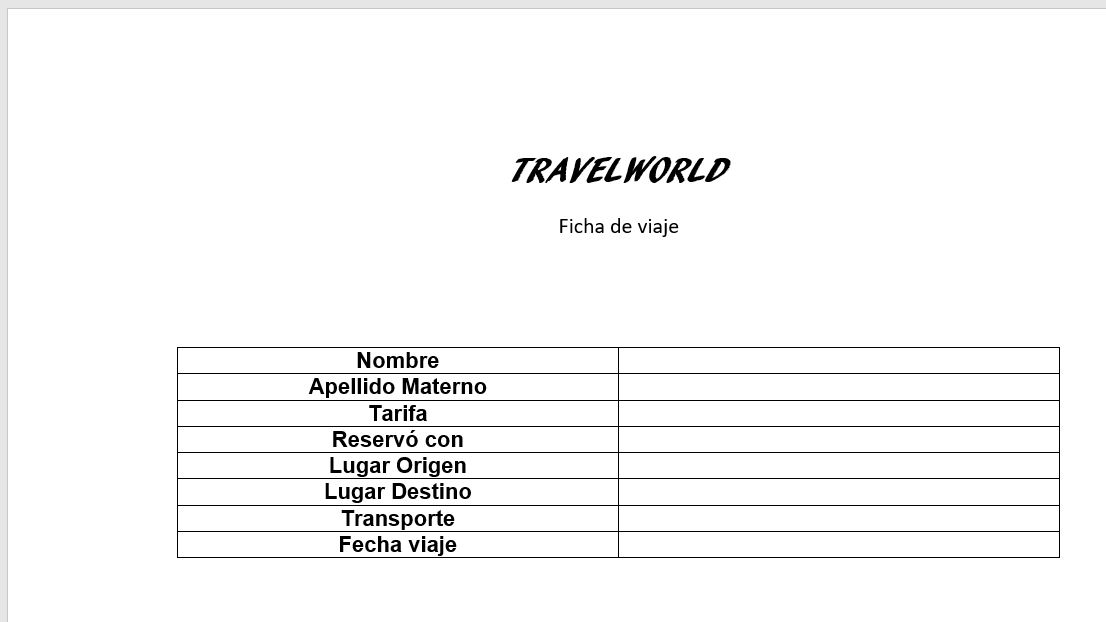 TRAVELWORLD
Ficha de viaje
Nombre
Apellido Materno
Tarifa
Reservó con
Lugar Origen
Lugar Destino
Transporte
Fecha viaje